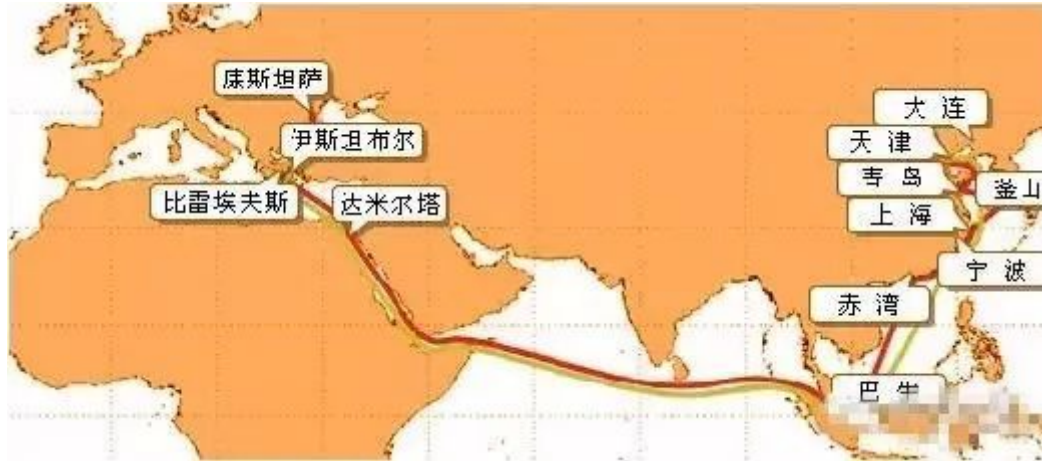 康斯坦萨
伊斯坦布尔
比雷埃夫斯
达米尔塔
大连
天津
青岛
釜山
上海
宁波
赤湾
巴生